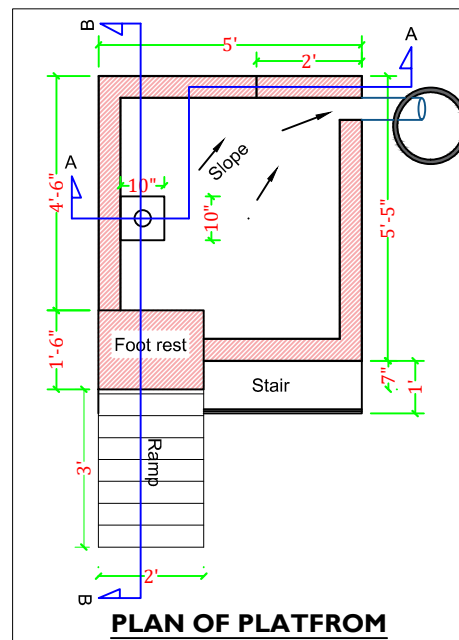 B
5'
A
2'
Slope
A
10"
4'-6"
10"
5'-5"
Foot rest
1'-6"
Stair
7"
1'
Ramp
3'
2'
B
PLAN OF PLATFROM